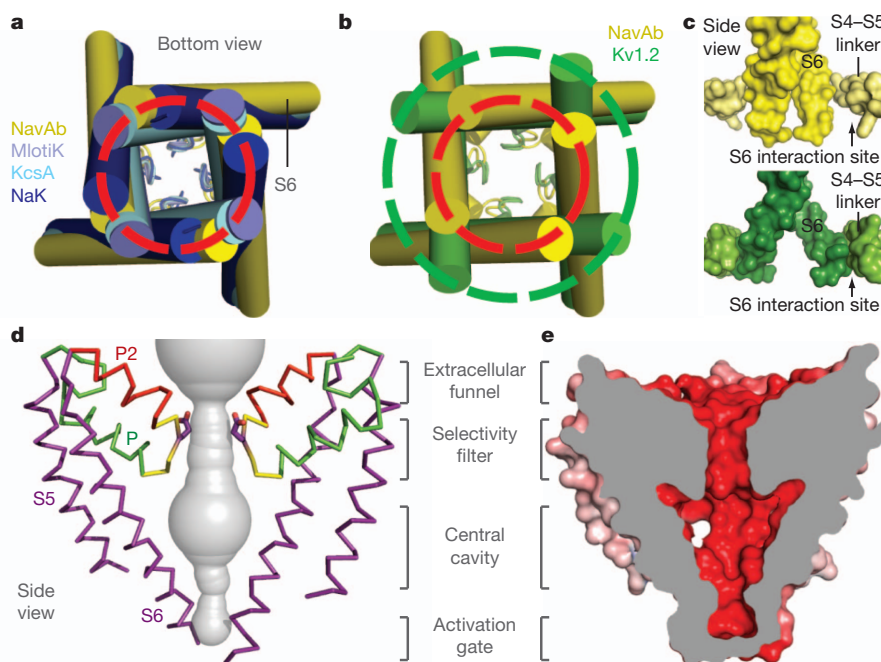 a
Bottom view
NavAb
MlotiK
KcsA
NaK
S6
b
NavAb
Kv1.2
c
Side
view
S4–S5
linker
S6
S6 interaction site
S4–S5
linker
S6
S6 interaction site
d
P2
P
S5
S6
Side
view
Extracellular
funnel
Selectivity
filter
Central
cavity
Activation
gate
e